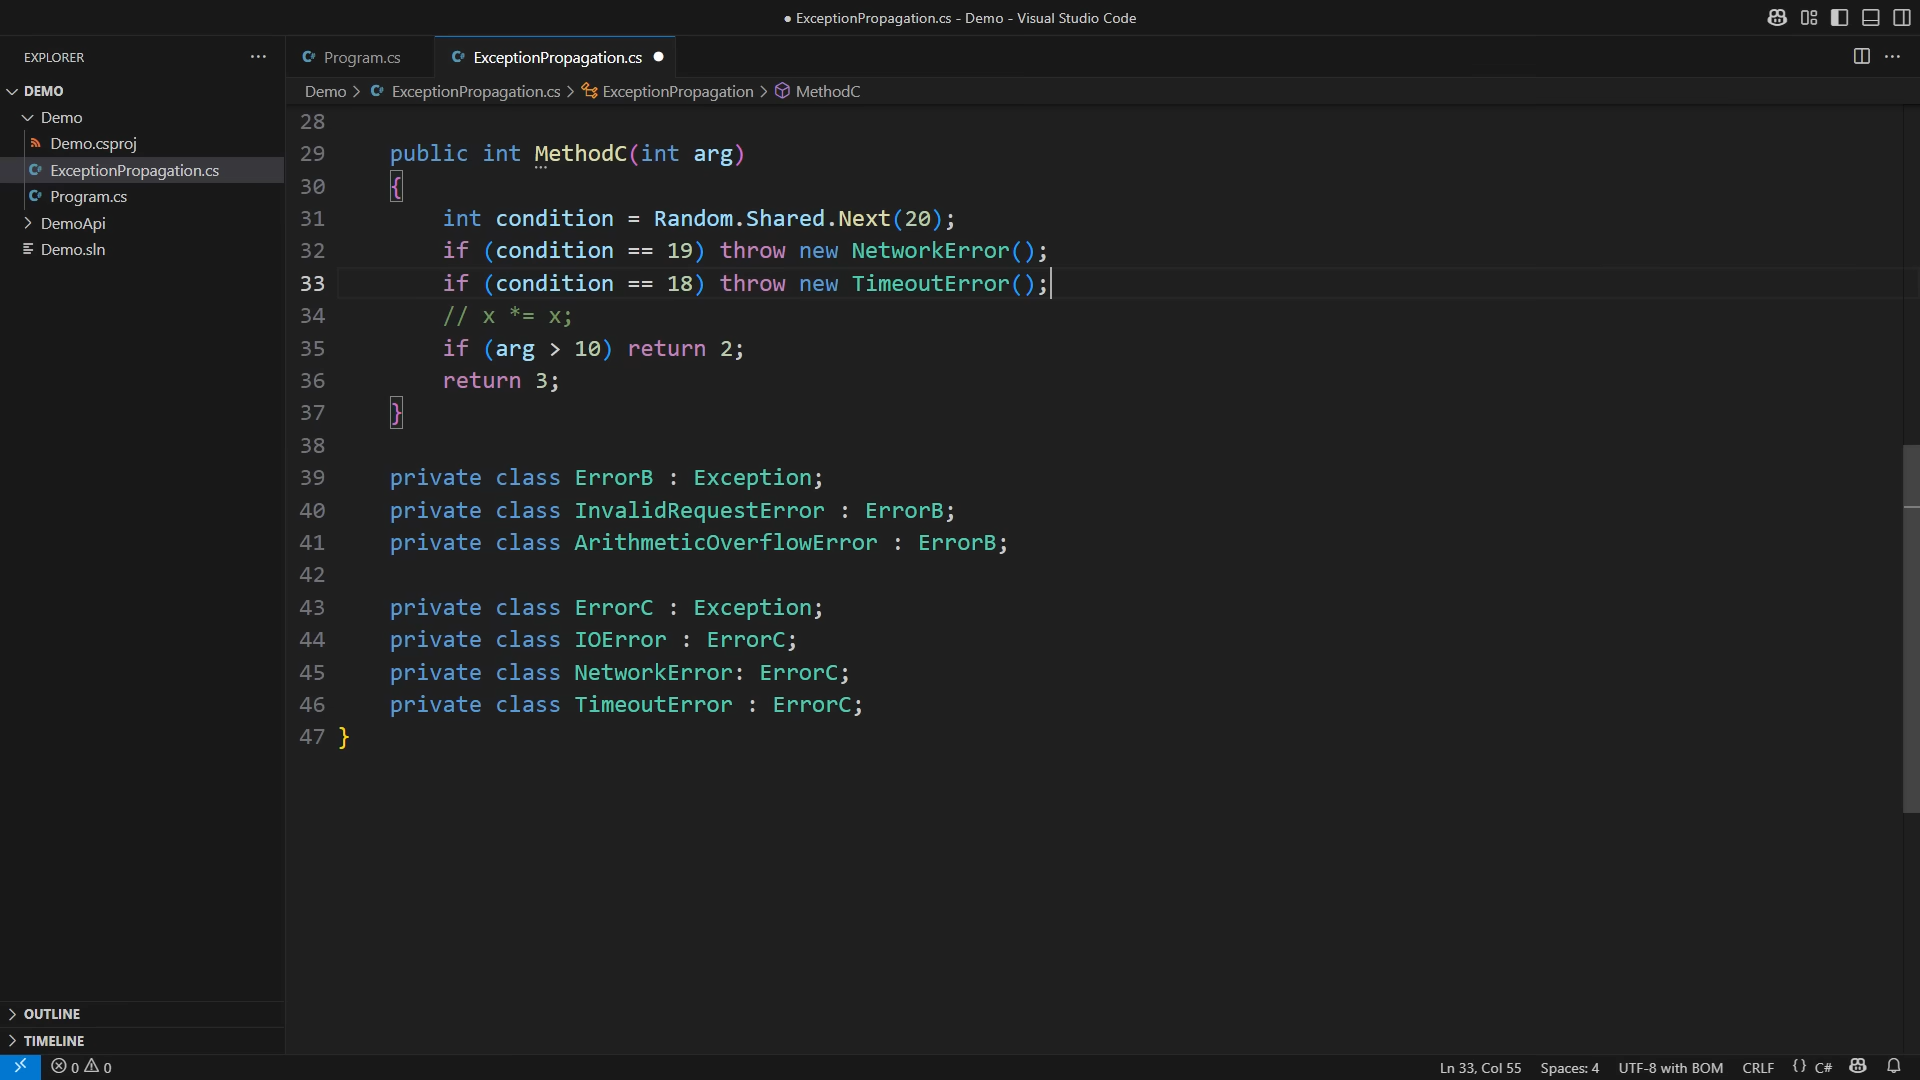 ● ExceptionPropagation.cs - Demo - Visual Studio Code
EXPLORER
DEMO
Demo
Demo.csproj
ExceptionPropagation.cs
Program.cs
DemoApi
Demo.sln
OUTLINE
TIMELINE
Program.cs
ExceptionPropagation.cs ●
Demo > ExceptionPropagation.cs > ExceptionPropagation > MethodC
28
29 public int MethodC(int arg)
30 {
31 int condition = Random.Shared.Next(20);
32 if (condition == 19) throw new NetworkError();
33 if (condition == 18) throw new TimeoutError();
34 // x *= x;
35 if (arg > 10) return 2;
36 return 3;
37 }
38
39 private class ErrorB : Exception;
40 private class InvalidRequestError : ErrorB;
41 private class ArithmeticOverflowError : ErrorB;
42
43 private class ErrorC : Exception;
44 private class IOError : ErrorC;
45 private class NetworkError: ErrorC;
46 private class TimeoutError : ErrorC;
47 }
0 0
Ln 33, Col 55 Spaces: 4 UTF-8 with BOM CRLF {} C#